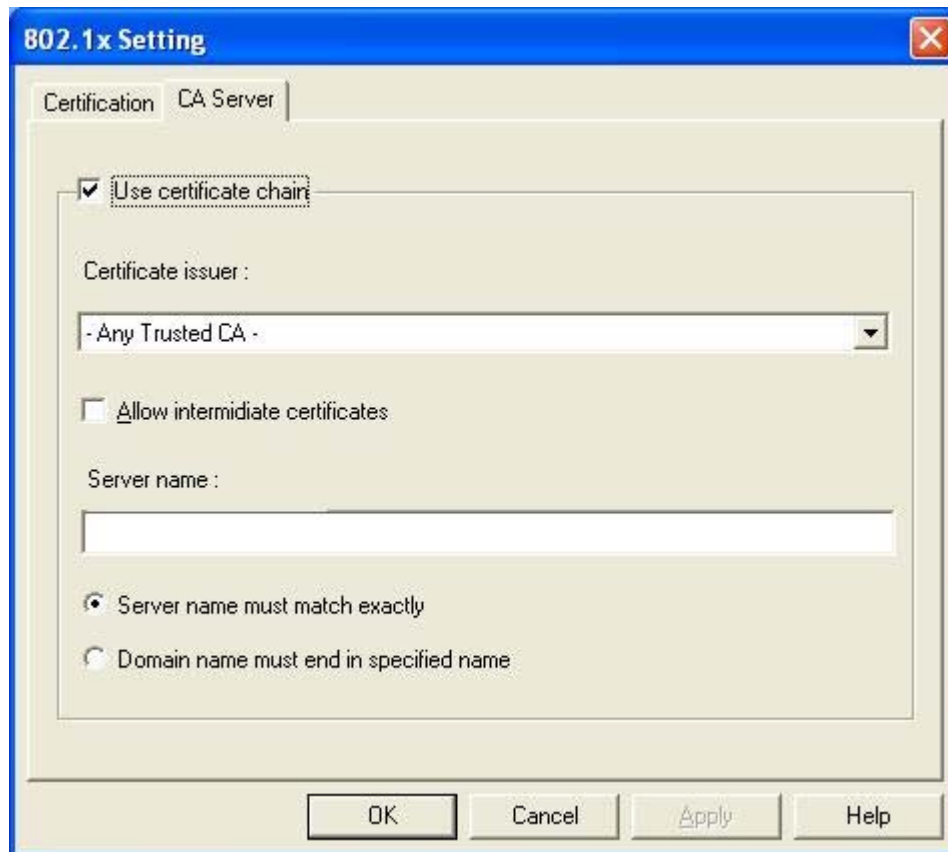 802.1x Setting
Certification CA Server
Use certificate chain
Certificate issuer :
- Any Trusted CA -
Allow intermidiate certificates
Server name :
Server name must match exactly
Domain name must end in specified name
OK Cancel Apply Help